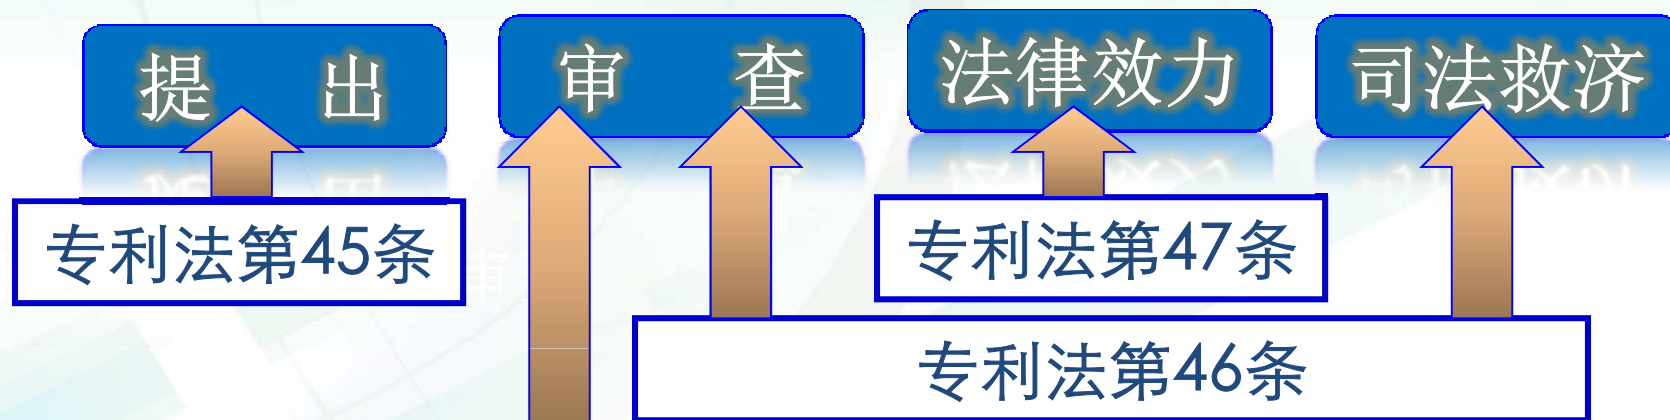 提 出
审 查
法律效力
司法救济
专利法第45条
专利法第47条
专利法第46条